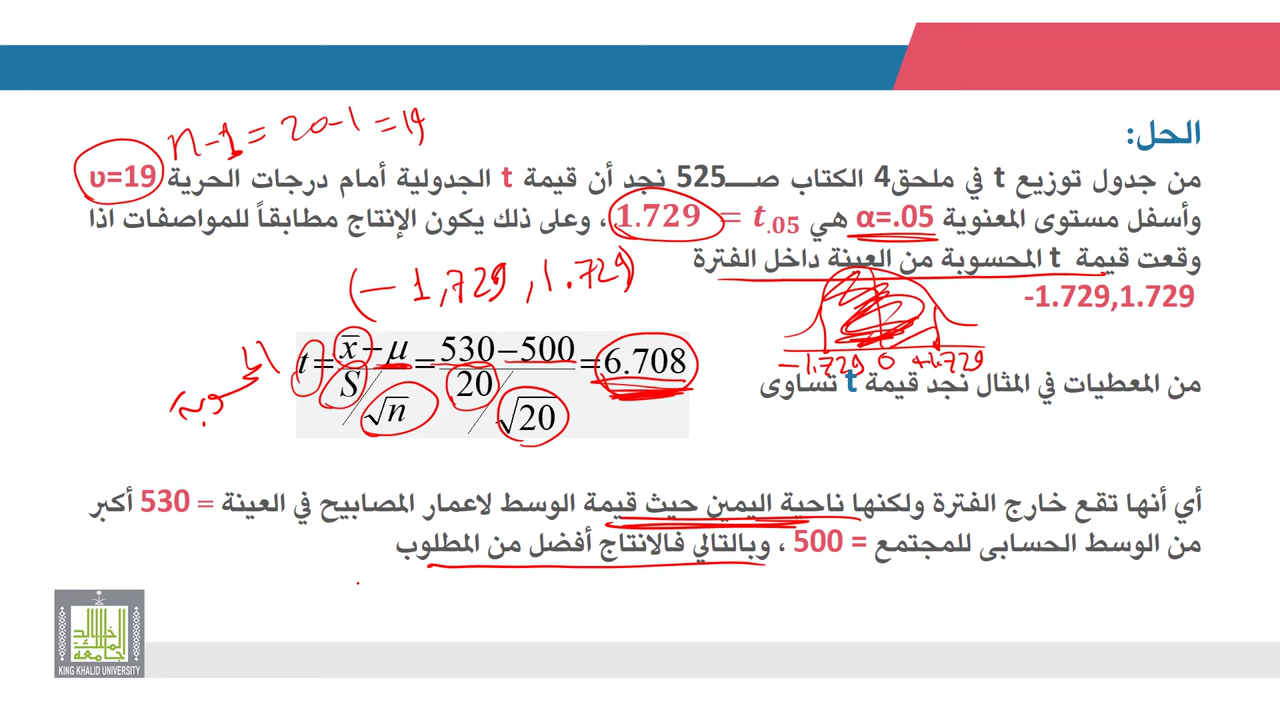 الحل:
n-1=20-1=19
من جدول توزيع t في ملحق4 الكتاب صـــ525 نجد أن قيمة t الجدولية أمام درجات الحرية υ=19
وأسفل مستوى المعنوية α=.05 هي 1.729 = t.05 ، وعلى ذلك يكون الإنتاج مطابقاً للمواصفات اذا
وقعت قيمة t المحسوبة من العينة داخل الفترة
(-1,729 , 1.729)
-1.729,1.729
-1.729 0 +1.729
من المعطيات في المثال نجد قيمة t تساوى
t = x̄ − μ / S / √n = 530 − 500 / 20 / √20 = 6.708
أي أنها تقع خارج الفترة ولكنها ناحية اليمين حيث قيمة الوسط لاعمار المصابيح في العينة = 530 أكبر
من الوسط الحسابى للمجتمع = 500 ، وبالتالي فالانتاج أفضل من المطلوب
جامعة الملك خالد
KING KHALID UNIVERSITY